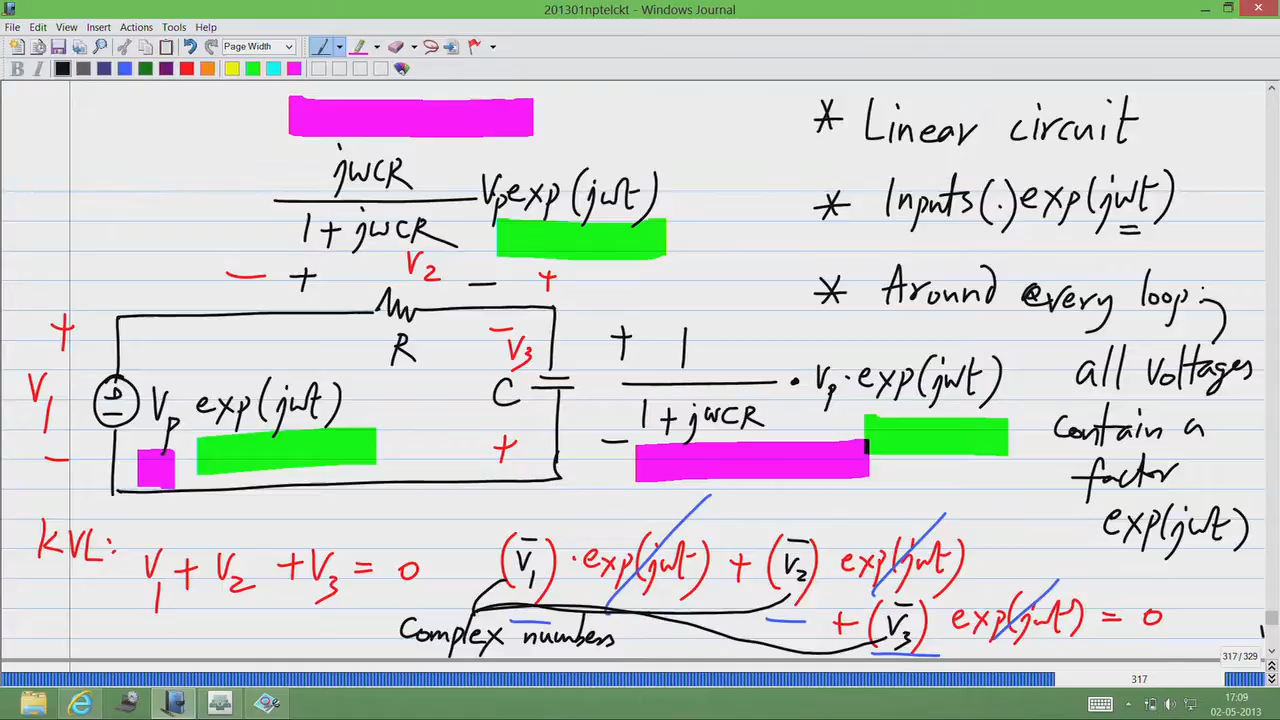 201301nptelckt - Windows Journal
File Edit View Insert Actions Tools Help
Page Width
B I
jωCR
1 + jωCR
Vp exp(jωt)
* Linear circuit
* Inputs (.) exp(jωt)
* Around every loop;
all voltages
contain a
factor
exp(jωt)
− + V2 − +
R
+ V1 −
Vp exp(jωt)
− V3 +
C
+ 1 −
1 + jωCR
· Vp · exp(jωt)
KVL: V1 + V2 + V3 = 0
(V̄1) · exp(jωt) + (V̄2) exp(jωt)
+ (V̄3) exp(jωt) = 0
Complex numbers
317 / 329
317
17:09
02-05-2013